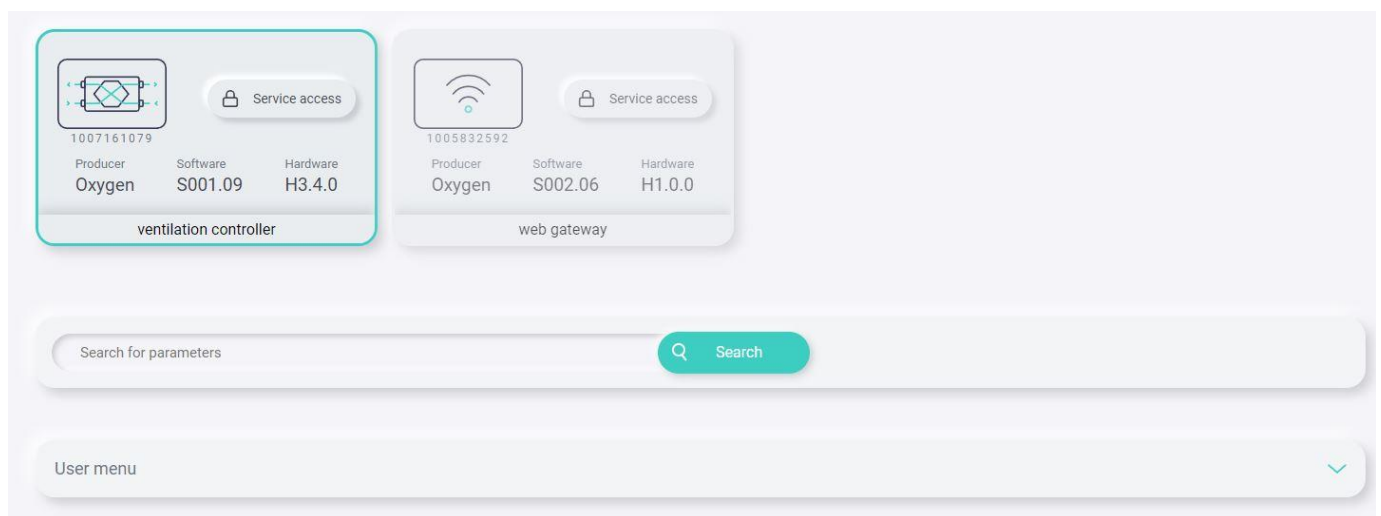 Service access
1007161079
Producer Software Hardware
Oxygen S001.09 H3.4.0
ventilation controller
Service access
1005832592
Producer Software Hardware
Oxygen S002.06 H1.0.0
web gateway
Search for parameters
Search
User menu